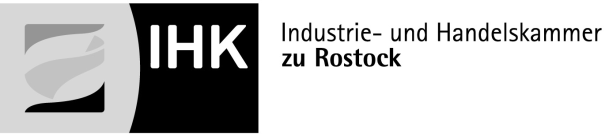 IHK
Industrie- und Handelskammer
zu Rostock